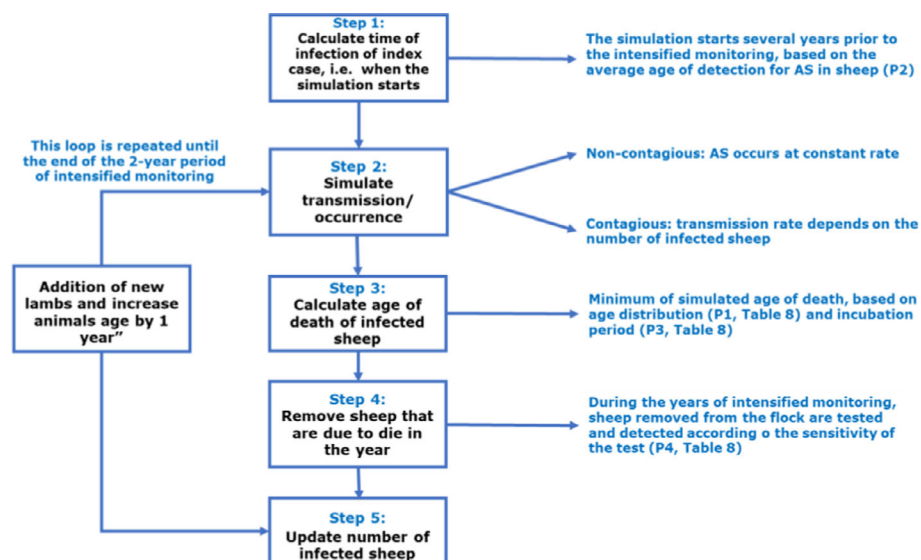 Step 1:
Calculate time of
infection of index
case, i.e. when the
simulation starts
The simulation starts several years prior to
the intensified monitoring, based on the
average age of detection for AS in sheep (P2)
This loop is repeated until
the end of the 2-year period
of intensified monitoring
Step 2:
Simulate
transmission/
occurrence
Non-contagious: AS occurs at constant rate
Contagious: transmission rate depends on the
number of infected sheep
Addition of new
lambs and increase
animals age by 1
year”
Step 3:
Calculate age of
death of infected
sheep
Minimum of simulated age of death, based on
age distribution (P1, Table 8) and incubation
period (P3, Table 8)
Step 4:
Remove sheep that
are due to die in
the year
During the years of intensified monitoring,
sheep removed from the flock are tested
and detected according o the sensitivity of
the test (P4, Table 8)
Step 5:
Update number of
infected sheep